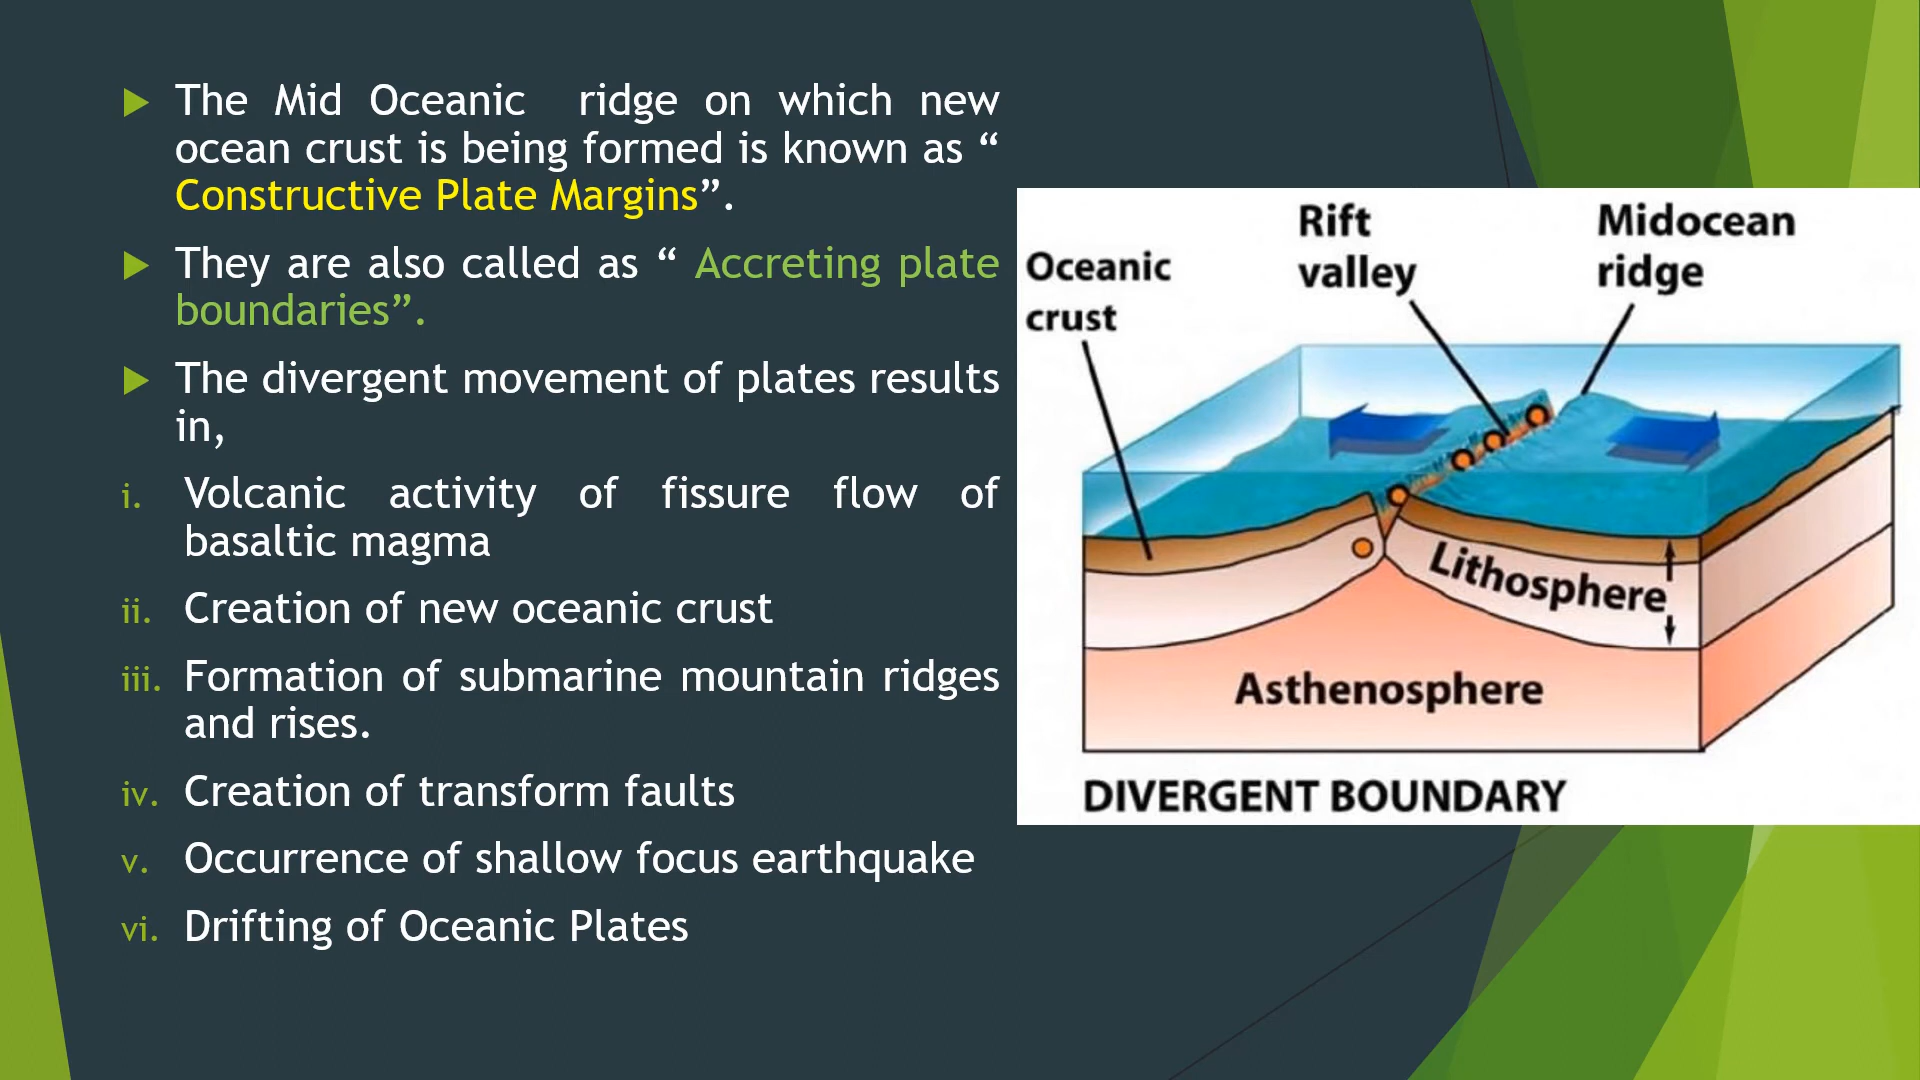 The Mid Oceanic ridge on which new
ocean crust is being formed is known as “
Constructive Plate Margins”.
They are also called as “ Accreting plate
boundaries”.
The divergent movement of plates results
in,
i. Volcanic activity of fissure flow of
basaltic magma
ii. Creation of new oceanic crust
iii. Formation of submarine mountain ridges
and rises.
iv. Creation of transform faults
v. Occurrence of shallow focus earthquake
vi. Drifting of Oceanic Plates
Oceanic
crust
Rift
valley
Midocean
ridge
Lithosphere
Asthenosphere
DIVERGENT BOUNDARY